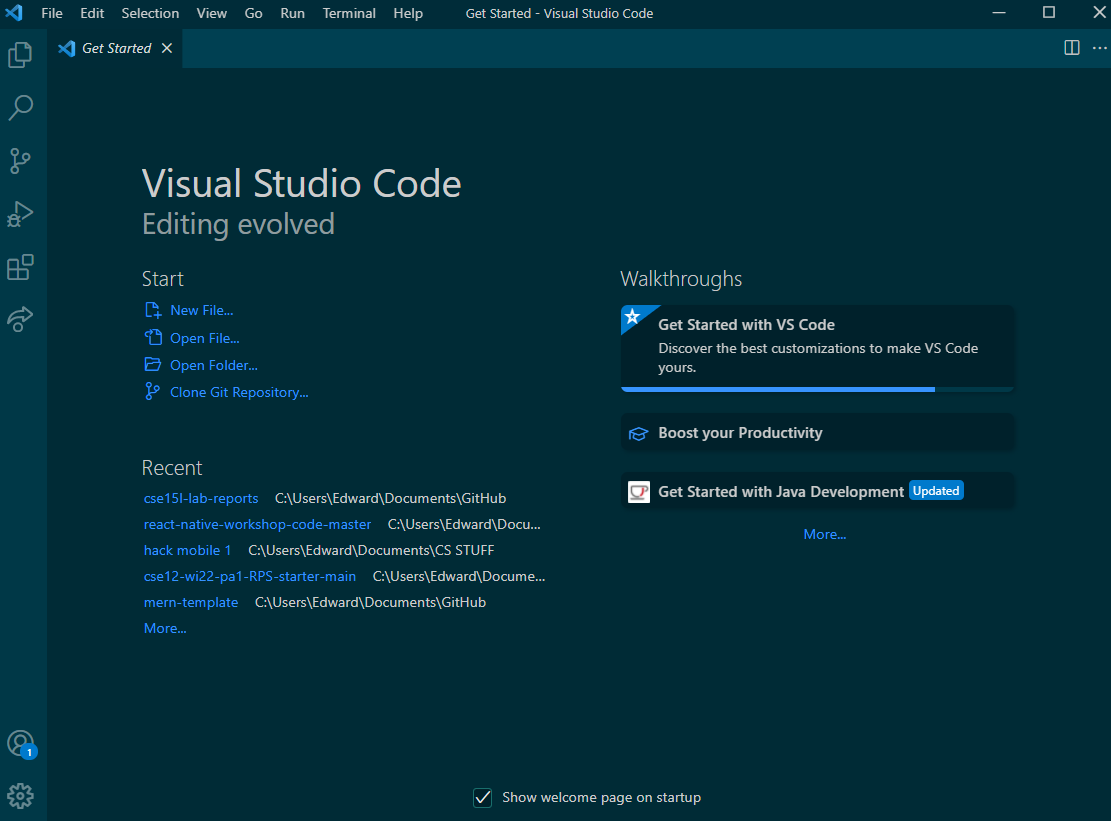 File Edit Selection View Go Run Terminal Help Get Started - Visual Studio Code
Get Started
Visual Studio Code
Editing evolved
Start
New File...
Open File...
Open Folder...
Clone Git Repository...
Recent
cse15l-lab-reports C:\Users\Edward\Documents\GitHub
react-native-workshop-code-master C:\Users\Edward\Docu...
hack mobile 1 C:\Users\Edward\Documents\CS STUFF
cse12-wi22-pa1-RPS-starter-main C:\Users\Edward\Docume...
mern-template C:\Users\Edward\Documents\GitHub
More...
Walkthroughs
Get Started with VS Code
Discover the best customizations to make VS Code
yours.
Boost your Productivity
Get Started with Java Development Updated
More...
1
Show welcome page on startup